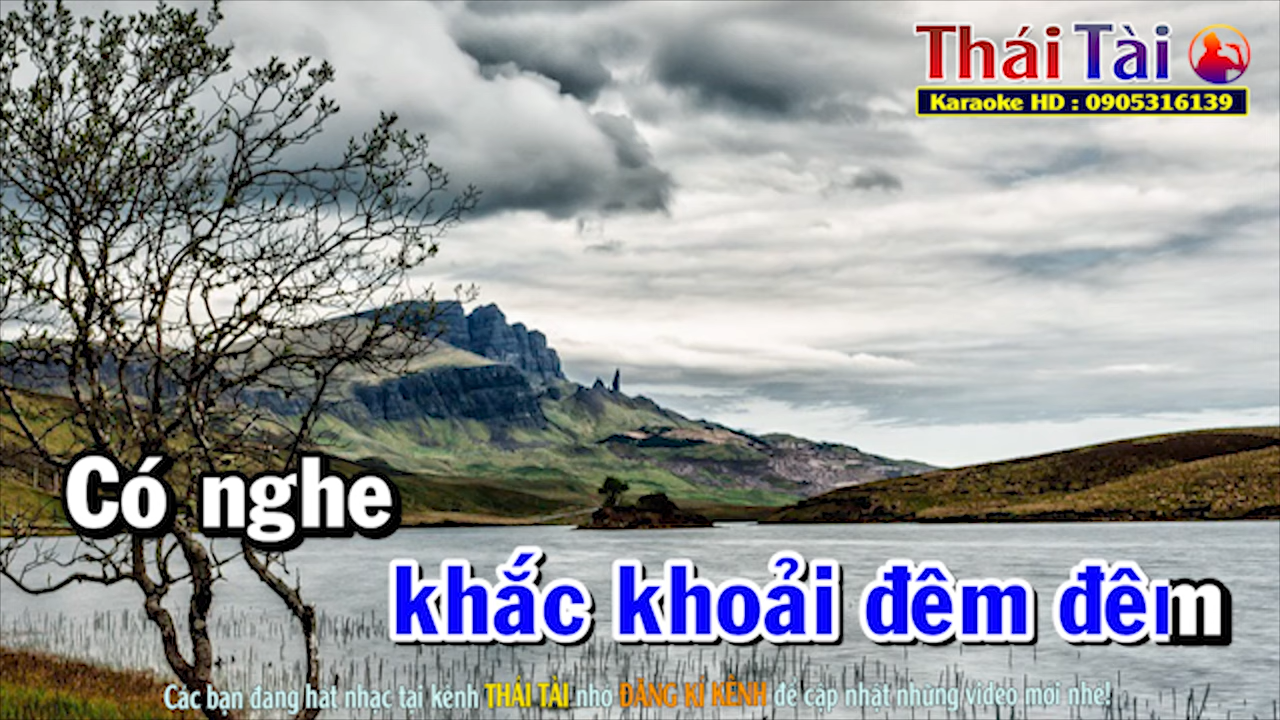 Thái Tài
Karaoke HD : 0905316139
Có nghe
khắc khoải đêm đêm
Các bạn đang hát nhạc tại kênh THÁI TÀI nhớ ĐĂNG KÍ KÊNH để cập nhật những video mới nhé!